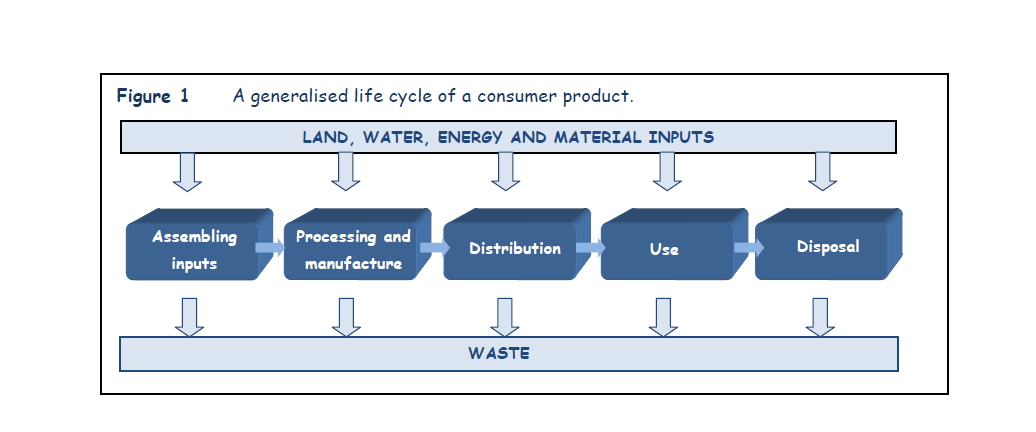 Figure 1 A generalised life cycle of a consumer product.
LAND, WATER, ENERGY AND MATERIAL INPUTS
Assembling
inputs
Processing and
manufacture
Distribution
Use
Disposal
WASTE